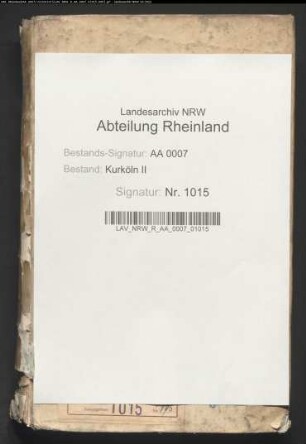 Landesarchiv NRW
Abteilung Rheinland
Bestands-Signatur: AA 0007
Bestand: Kurköln II
Signatur: Nr. 1015
LAV_NRW_R_AA_0007_01015
1015